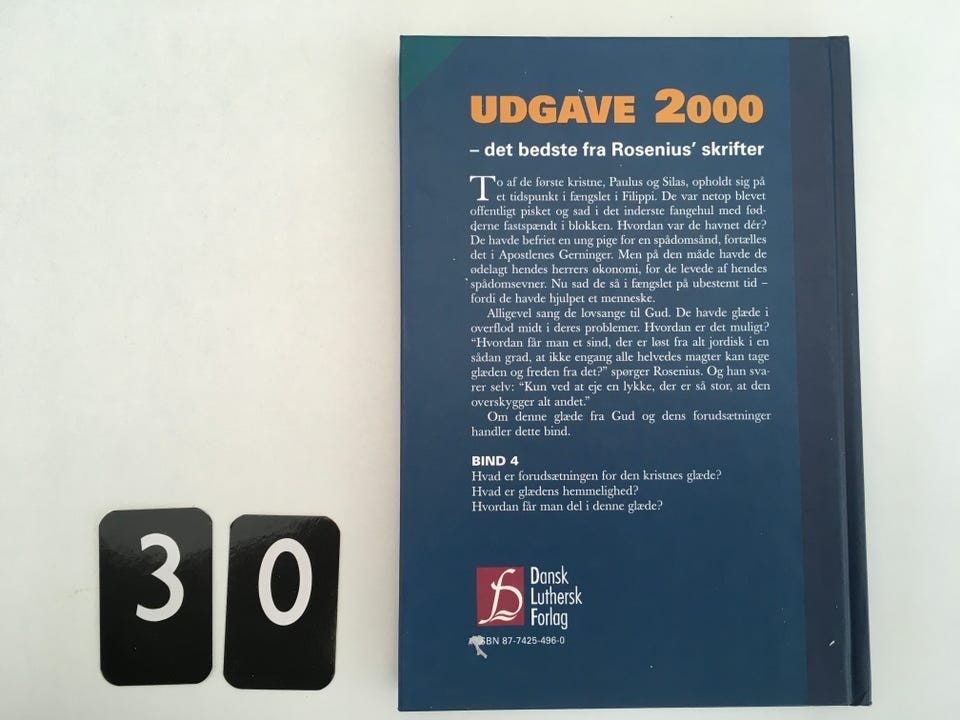 UDGAVE 2000
– det bedste fra Rosenius’ skrifter
To af de første kristne, Paulus og Silas, opholdt sig på
et tidspunkt i fængslet i Filippi. De var netop blevet
offentligt pisket og sad i det inderste fangehul med fød-
derne fastspændt i blokken. Hvordan var de havnet dér?
De havde befriet en ung pige for en spådomsånd, fortælles
det i Apostlenes Gerninger. Men på den måde havde de
ødelagt hendes herrers økonomi, for de levede af hendes
spådomsevner. Nu sad de så i fængslet på ubestemt tid –
fordi de havde hjulpet et menneske.
Alligevel sang de lovsange til Gud. De havde glæde i
overflod midt i deres problemer. Hvordan er det muligt?
“Hvordan får man et sind, der er løst fra alt jordisk i en
sådan grad, at ikke engang alle helvedes magter kan tage
glæden og freden fra det?” spørger Rosenius. Og han sva-
rer selv: “Kun ved at eje en lykke, der er så stor, at den
overskygger alt andet.”
Om denne glæde fra Gud og dens forudsætninger
handler dette bind.
BIND 4
Hvad er forudsætningen for den kristnes glæde?
Hvad er glædens hemmelighed?
Hvordan får man del i denne glæde?
Dansk
Luthersk
Forlag
ISBN 87-7425-496-0
30